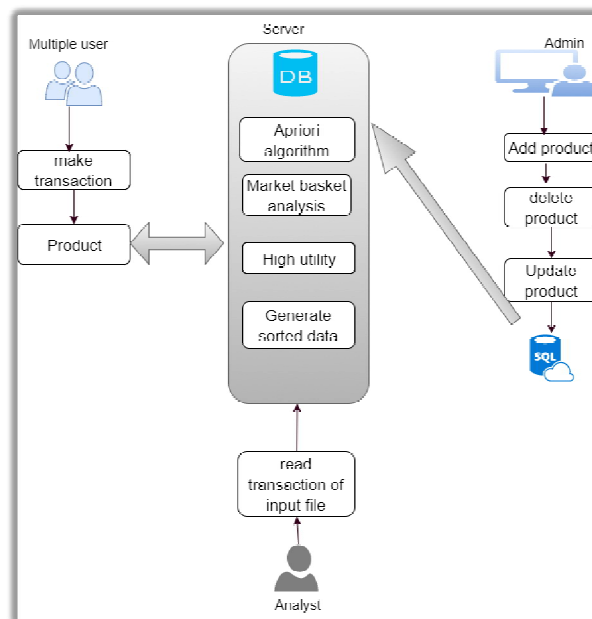 Server
Multiple user
Admin
DB
Apriori
algorithm
Add product
make
transaction
Market basket
analysis
delete
product
Product
High utility
Update
product
Generate
sorted data
SQL
read
transaction of
input file
Analyst